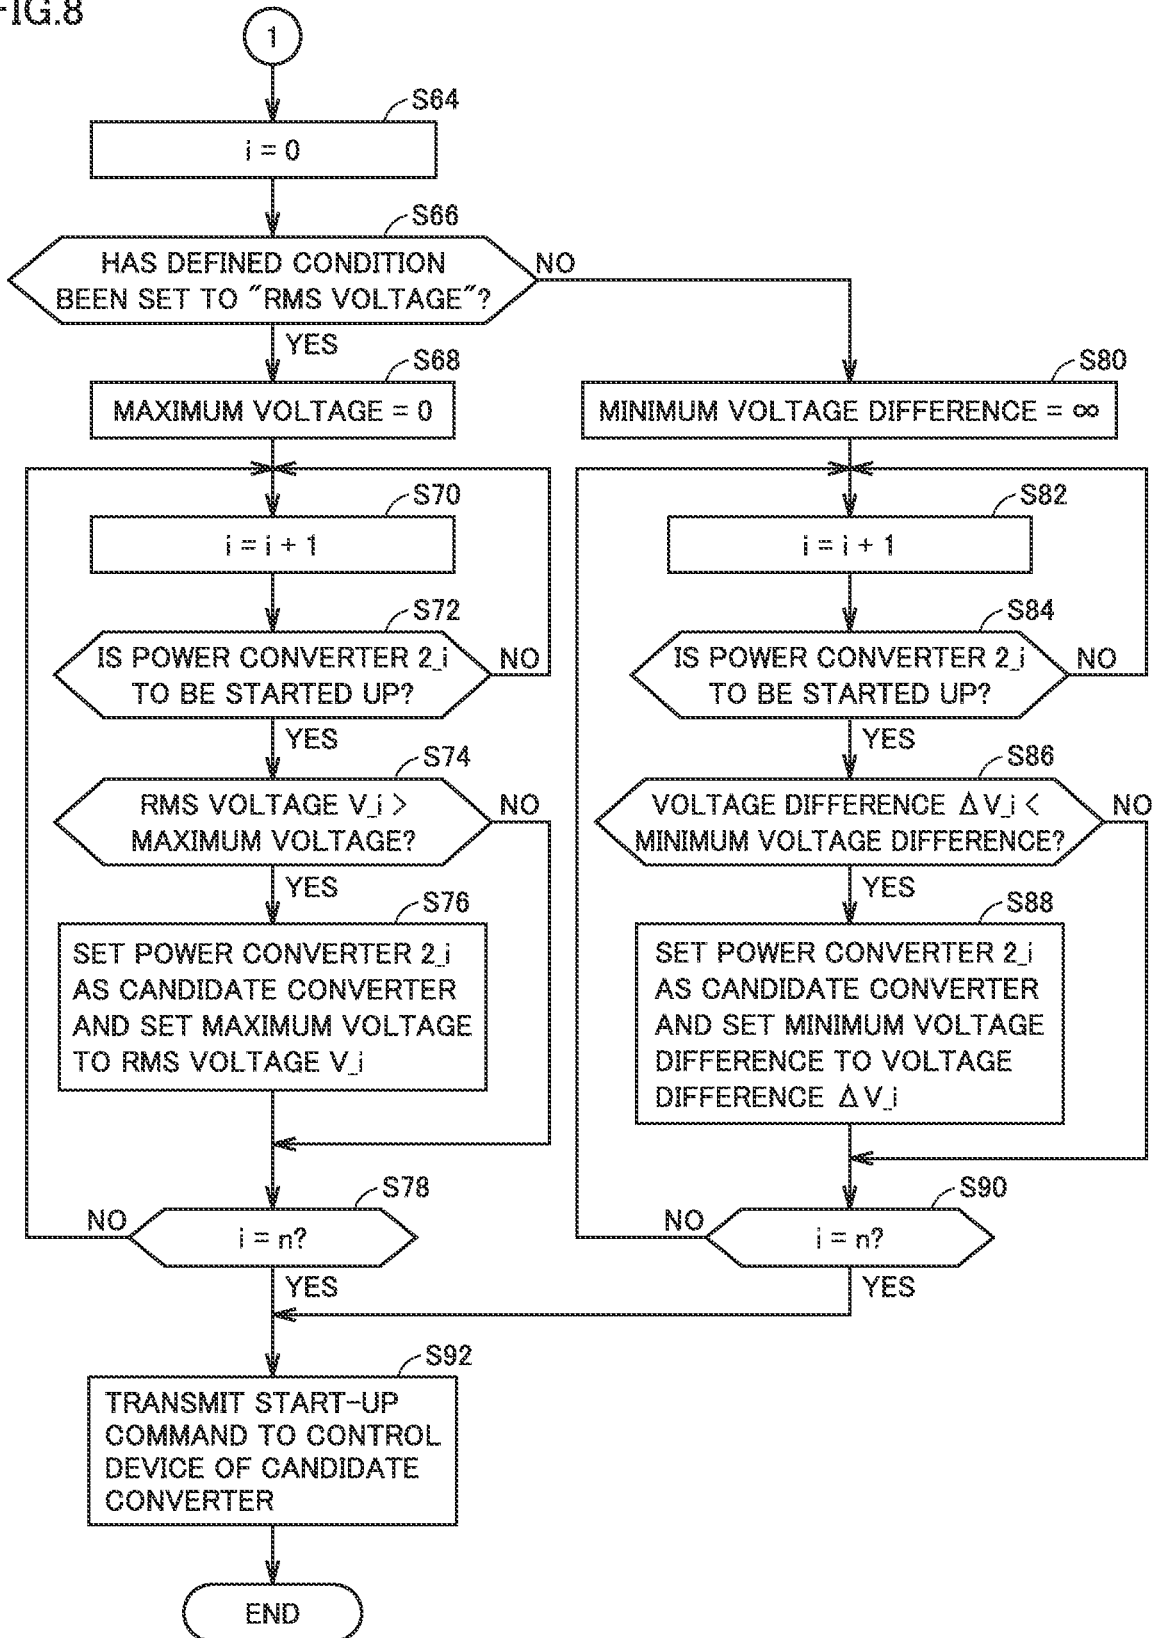 FIG.8
1
S64
i = 0
S66
HAS DEFINED CONDITION
BEEN SET TO "RMS VOLTAGE"?
NO
YES
S68
MAXIMUM VOLTAGE = 0
S70
i = i + 1
S72
IS POWER CONVERTER 2_i
TO BE STARTED UP?
NO
YES
S74
RMS VOLTAGE V_i >
MAXIMUM VOLTAGE?
NO
YES
S76
SET POWER CONVERTER 2_i
AS CANDIDATE CONVERTER
AND SET MAXIMUM VOLTAGE
TO RMS VOLTAGE V_i
S78
NO
i = n?
YES
S80
MINIMUM VOLTAGE DIFFERENCE = ∞
S82
i = i + 1
S84
IS POWER CONVERTER 2_i
TO BE STARTED UP?
NO
YES
S86
VOLTAGE DIFFERENCE ΔV_i <
MINIMUM VOLTAGE DIFFERENCE?
NO
YES
S88
SET POWER CONVERTER 2_i
AS CANDIDATE CONVERTER
AND SET MINIMUM VOLTAGE
DIFFERENCE TO VOLTAGE
DIFFERENCE ΔV_i
S90
NO
i = n?
YES
S92
TRANSMIT START-UP
COMMAND TO CONTROL
DEVICE OF CANDIDATE
CONVERTER
END